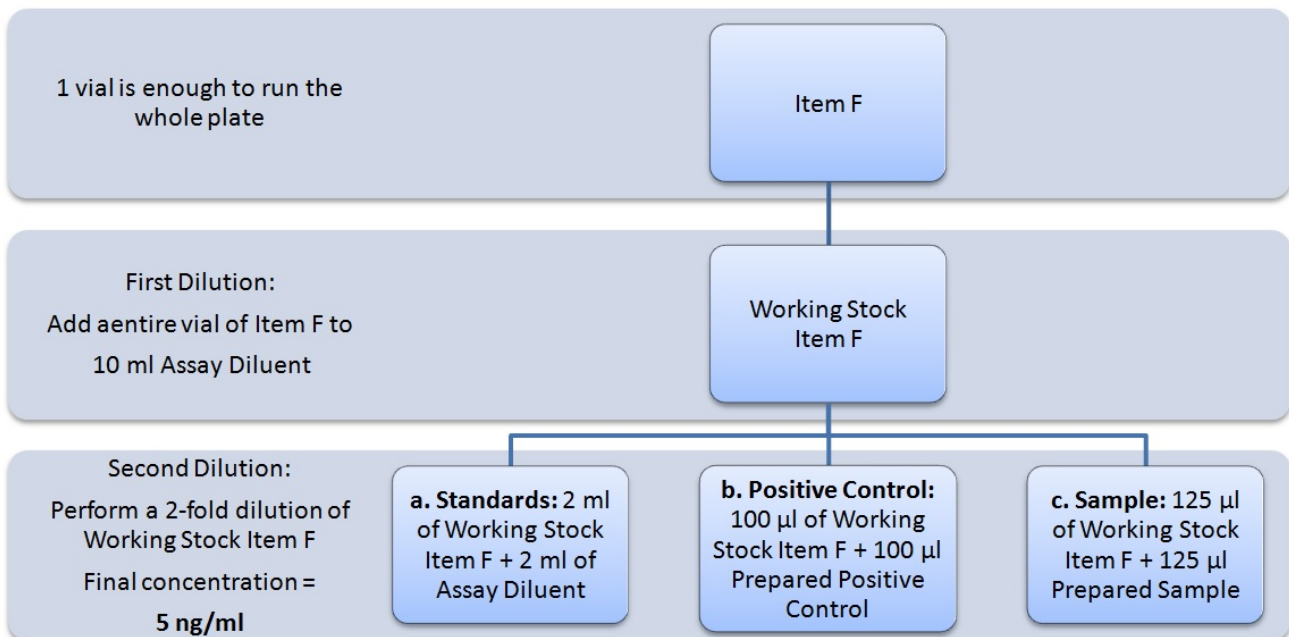 1 vial is enough to run the
whole plate
Item F
First Dilution:
Add aentire vial of Item F to
10 ml Assay Diluent
Working Stock
Item F
Second Dilution:
Perform a 2-fold dilution of
Working Stock Item F
Final concentration =
5 ng/ml
a. Standards: 2 ml
of Working Stock
Item F + 2 ml of
Assay Diluent
b. Positive Control:
100 µl of Working
Stock Item F + 100 µl
Prepared Positive
Control
c. Sample: 125 µl
of Working Stock
Item F + 125 µl
Prepared Sample